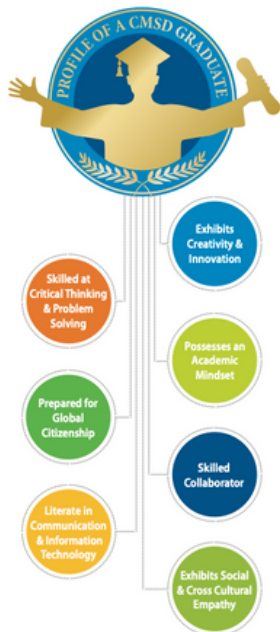 PROFILE OF A CMSD GRADUATE
Exhibits
Creativity &
Innovation
Skilled at
Critical Thinking
& Problem
Solving
Possesses an
Academic
Mindset
Prepared for
Global
Citizenship
Skilled
Collaborator
Literate in
Communication
& Information
Technology
Exhibits Social
& Cross Cultural
Empathy